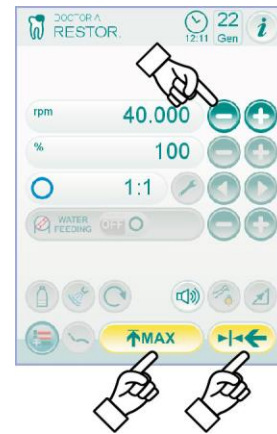 DOCTOR A
RESTOR.
12:11
22
Gen
i
rpm
40.000
%
100
1:1
WATER
FEEDING
OFF
MAX